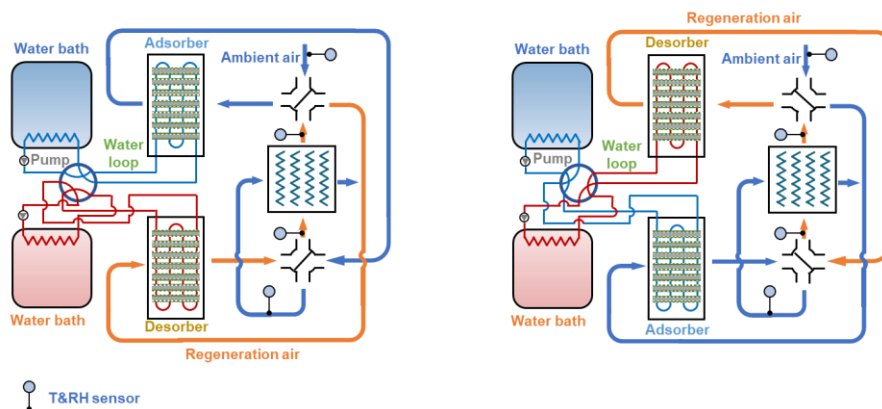 Water bath
Adsorber
Ambient air
Pump
Water
loop
Water bath
Desorber
Regeneration air
T&RH sensor
Regeneration air
Desorber
Water bath
Ambient air
Pump
Water
loop
Water bath
Adsorber